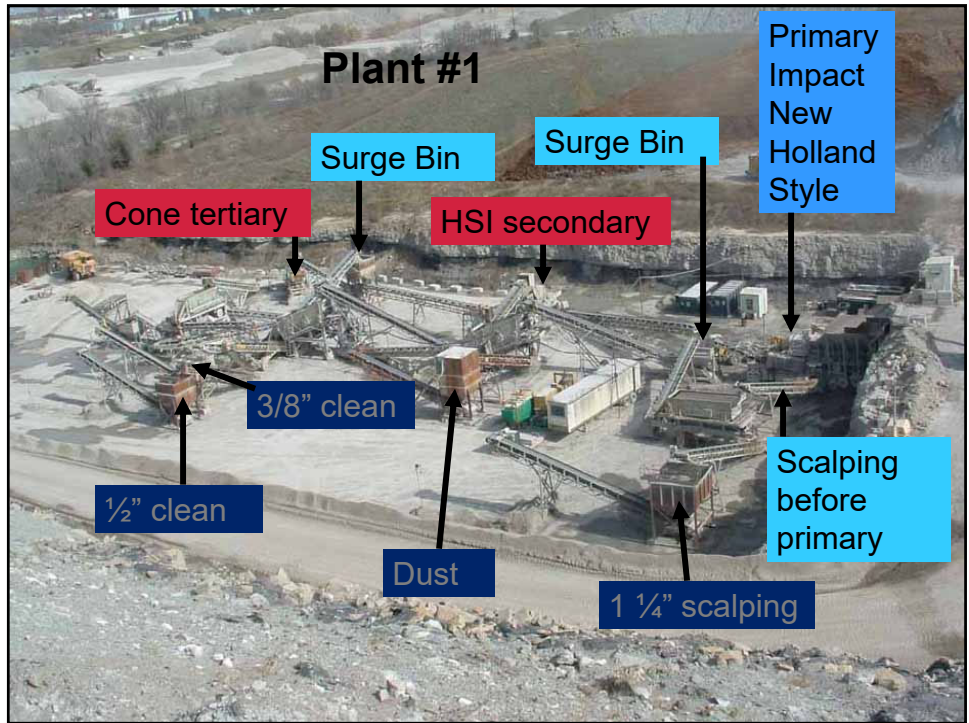 Plant #1
Primary
Impact
New
Holland
Style
Surge Bin
Surge Bin
Cone tertiary
HSI secondary
3/8” clean
½” clean
Dust
Scalping
before
primary
1 ¼” scalping